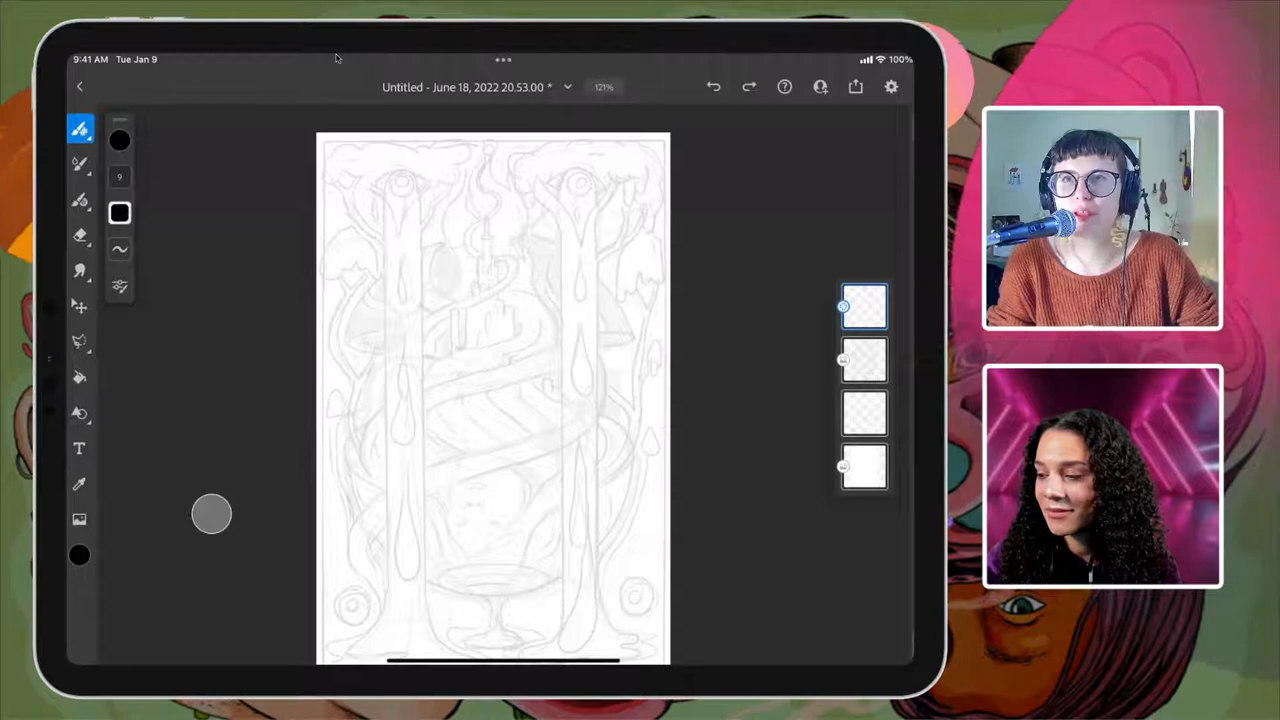 9:41 AM Tue Jan 9
100%
Untitled - June 18, 2022 20.53.00 *
121%
9
T